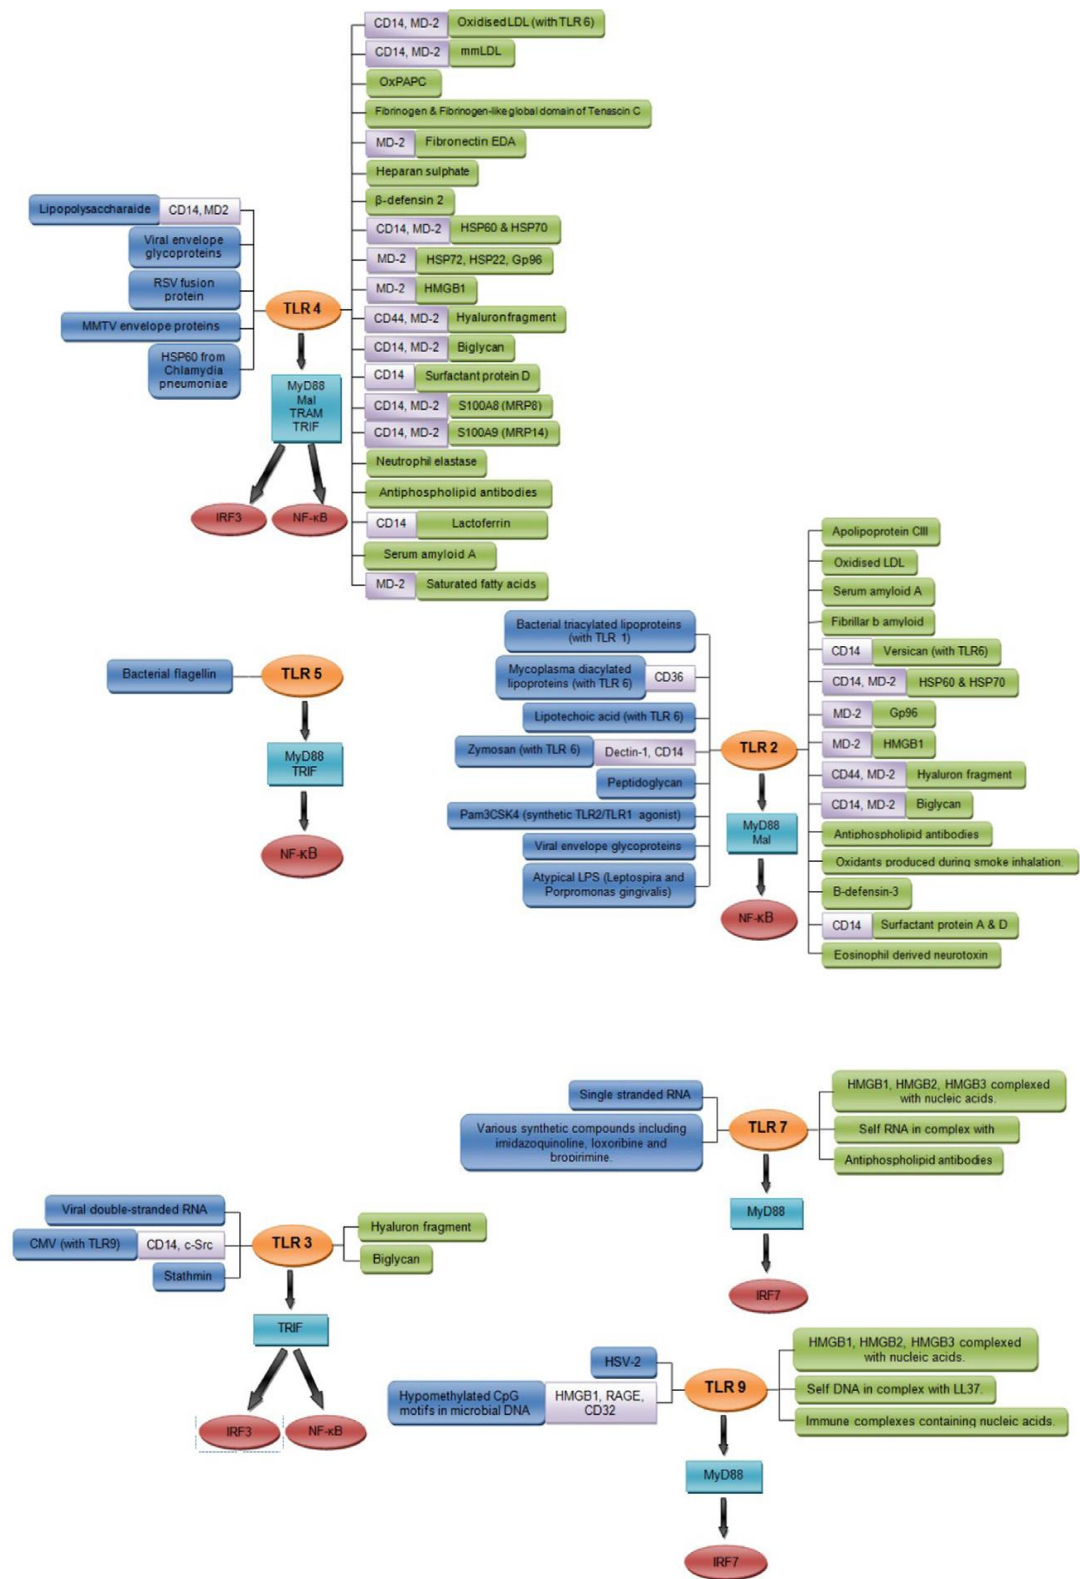 CD14, MD-2 Oxidised LDL (with TLR 6)
CD14, MD-2 mmLDL
OxPAPC
Fibrinogen & Fibrinogen-like global domain of Tenascin C
MD-2 Fibronectin EDA
Heparan sulphate
β-defensin 2
CD14, MD-2 HSP60 & HSP70
MD-2 HSP72, HSP22, Gp96
MD-2 HMGB1
CD44, MD-2 Hyaluron fragment
CD14, MD-2 Biglycan
CD14 Surfactant protein D
CD14, MD-2 S100A8 (MRP8)
CD14, MD-2 S100A9 (MRP14)
Neutrophil elastase
Antiphospholipid antibodies
CD14 Lactoferrin
Serum amyloid A
MD-2 Saturated fatty acids
Lipopolysaccharaide CD14, MD2
Viral envelope
glycoproteins
RSV fusion
protein
MMTV envelope proteins
HSP60 from
Chlamydia
pneumoniae
TLR 4
MyD88
Mal
TRAM
TRIF
IRF3 NF-κB
Bacterial flagellin
TLR 5
MyD88
TRIF
NF-κB
Bacterial triacylated lipoproteins
(with TLR 1)
Mycoplasma diacylated
lipoproteins (with TLR 6)
CD36
Lipotechoic acid (with TLR 6)
Zymosan (with TLR 6) Dectin-1, CD14
Peptidoglycan
Pam3CSK4 (synthetic TLR2/TLR1 agonist)
Viral envelope glycoproteins
Atypical LPS (Leptospira and
Porpromonas gingivalis)
TLR 2
MyD88
Mal
NF-κB
Apolipoprotein CIII
Oxidised LDL
Serum amyloid A
Fibrillar b amyloid
CD14 Versican (with TLR6)
CD14, MD-2 HSP60 & HSP70
MD-2 Gp96
MD-2 HMGB1
CD44, MD-2 Hyaluron fragment
CD14, MD-2 Biglycan
Antiphospholipid antibodies
Oxidants produced during smoke inhalation.
B-defensin-3
CD14 Surfactant protein A & D
Eosinophil derived neurotoxin
Single stranded RNA
Various synthetic compounds including
imidazoquinoline, loxoribine and
bropirimine.
TLR 7
HMGB1, HMGB2, HMGB3 complexed
with nucleic acids.
Self RNA in complex with
Antiphospholipid antibodies
MyD88
IRF7
Viral double-stranded RNA
CMV (with TLR9) CD14, c-Src
Stathmin
TLR 3
Hyaluron fragment
Biglycan
TRIF
IRF3 NF-κB
HSV-2
Hypomethylated CpG
motifs in microbial DNA
HMGB1, RAGE,
CD32
TLR 9
HMGB1, HMGB2, HMGB3 complexed
with nucleic acids.
Self DNA in complex with LL37.
Immune complexes containing nucleic acids.
MyD88
IRF7